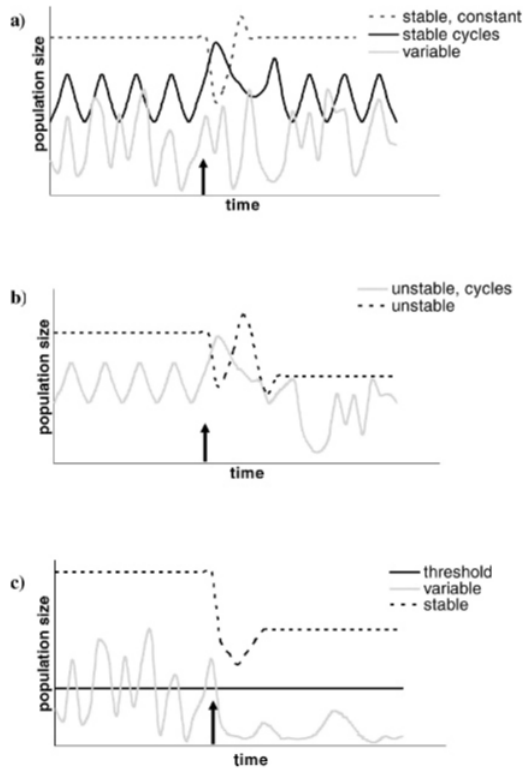 a)
stable, constant
stable cycles
variable
population size
time
b)
unstable, cycles
unstable
population size
time
c)
threshold
variable
stable
population size
time